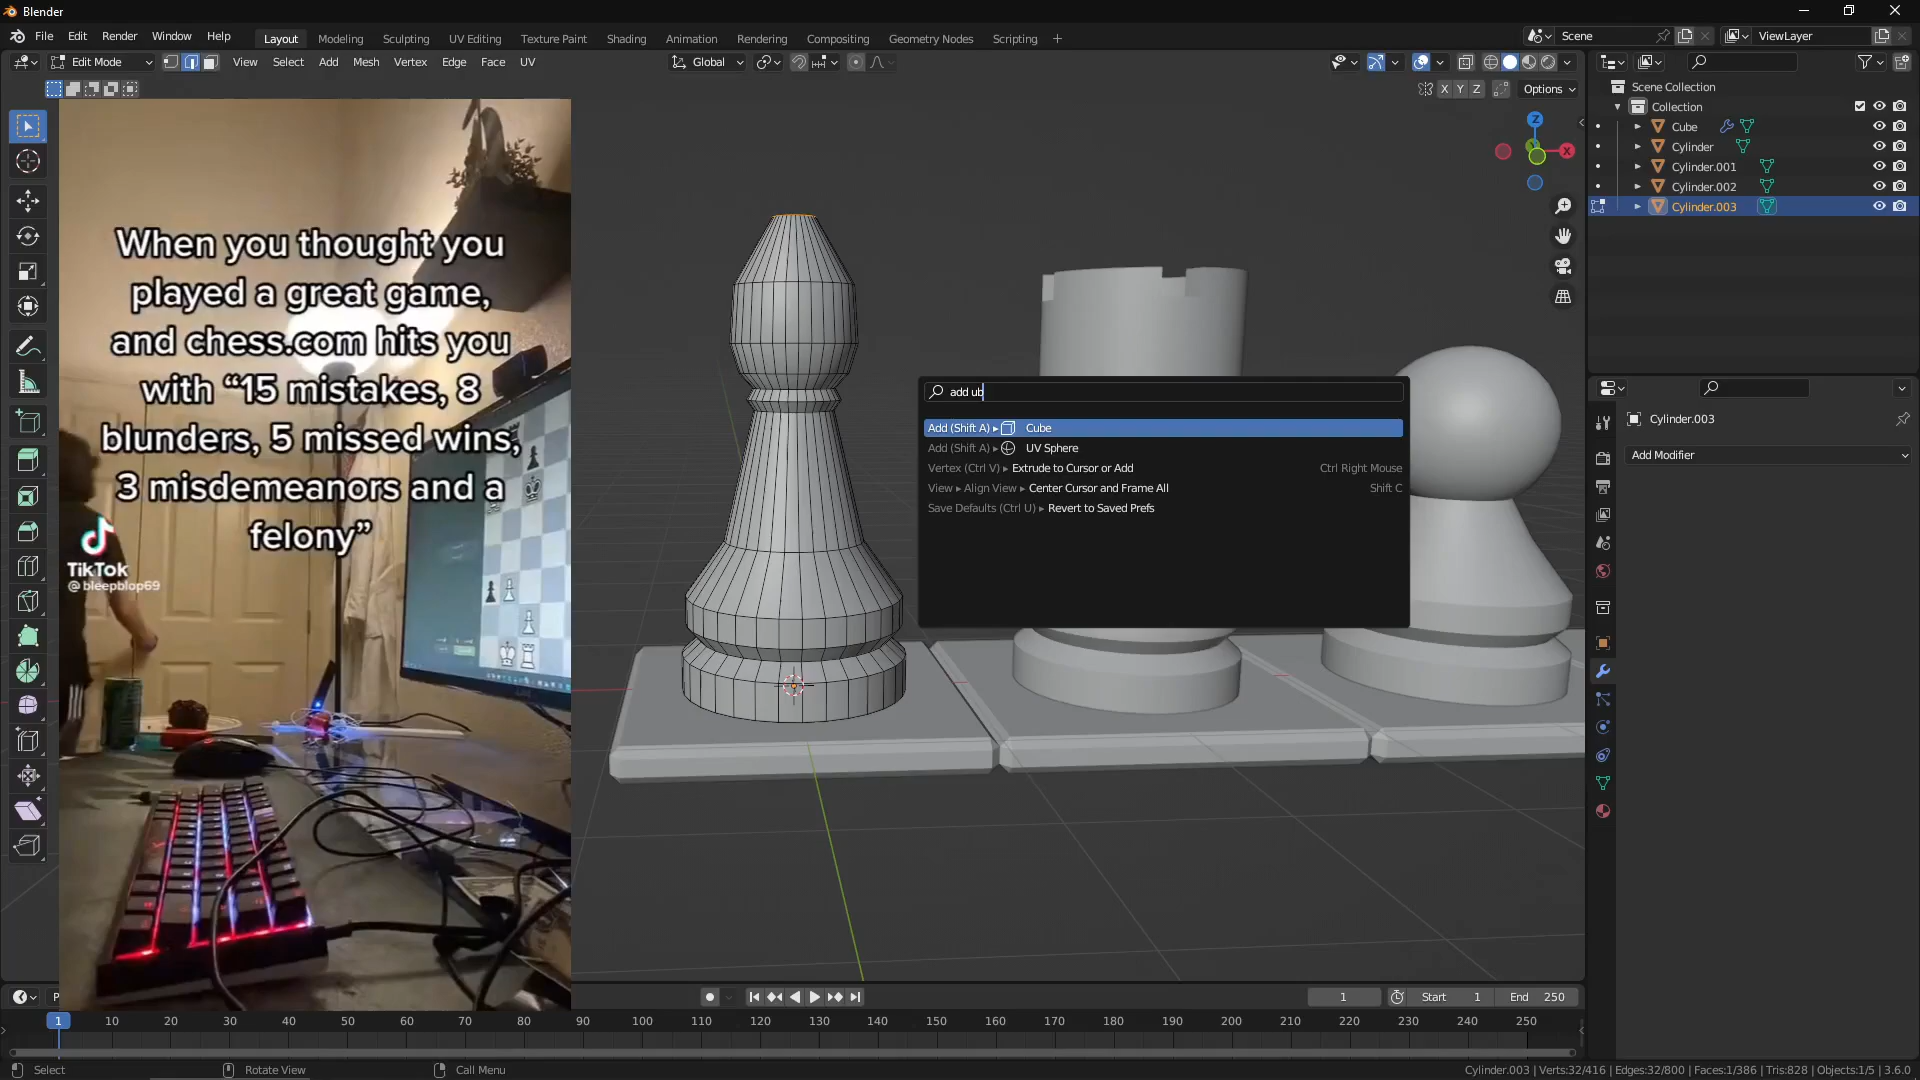 Blender
File Edit Render Window Help
Layout Modeling Sculpting UV Editing Texture Paint Shading Animation Rendering Compositing Geometry Nodes Scripting +
Scene
ViewLayer
Edit Mode
View Select Add Mesh Vertex Edge Face UV
Global
X Y Z
Options
Z
X
When you thought you
played a great game,
and chess.com hits you
with “15 mistakes, 8
blunders, 5 missed wins,
3 misdemeanors and a
felony”
TikTok
@bleepblop69
add ub
Add (Shift A) ▸ Cube
Add (Shift A) ▸ UV Sphere
Vertex (Ctrl V) ▸ Extrude to Cursor or Add Ctrl Right Mouse
View ▸ Align View ▸ Center Cursor and Frame All Shift C
Save Defaults (Ctrl U) ▸ Revert to Saved Prefs
Scene Collection
Collection
Cube
Cylinder
Cylinder.001
Cylinder.002
Cylinder.003
Cylinder.003
Add Modifier
P
1
Start 1
End 250
1 10 20 30 40 50 60 70 80 90 100 110 120 130 140 150 160 170 180 190 200 210 220 230 240 250
Select
Rotate View
Call Menu
Cylinder.003 | Verts:32/416 | Edges:32/800 | Faces:1/386 | Tris:828 | Objects:1/5 | 3.6.0